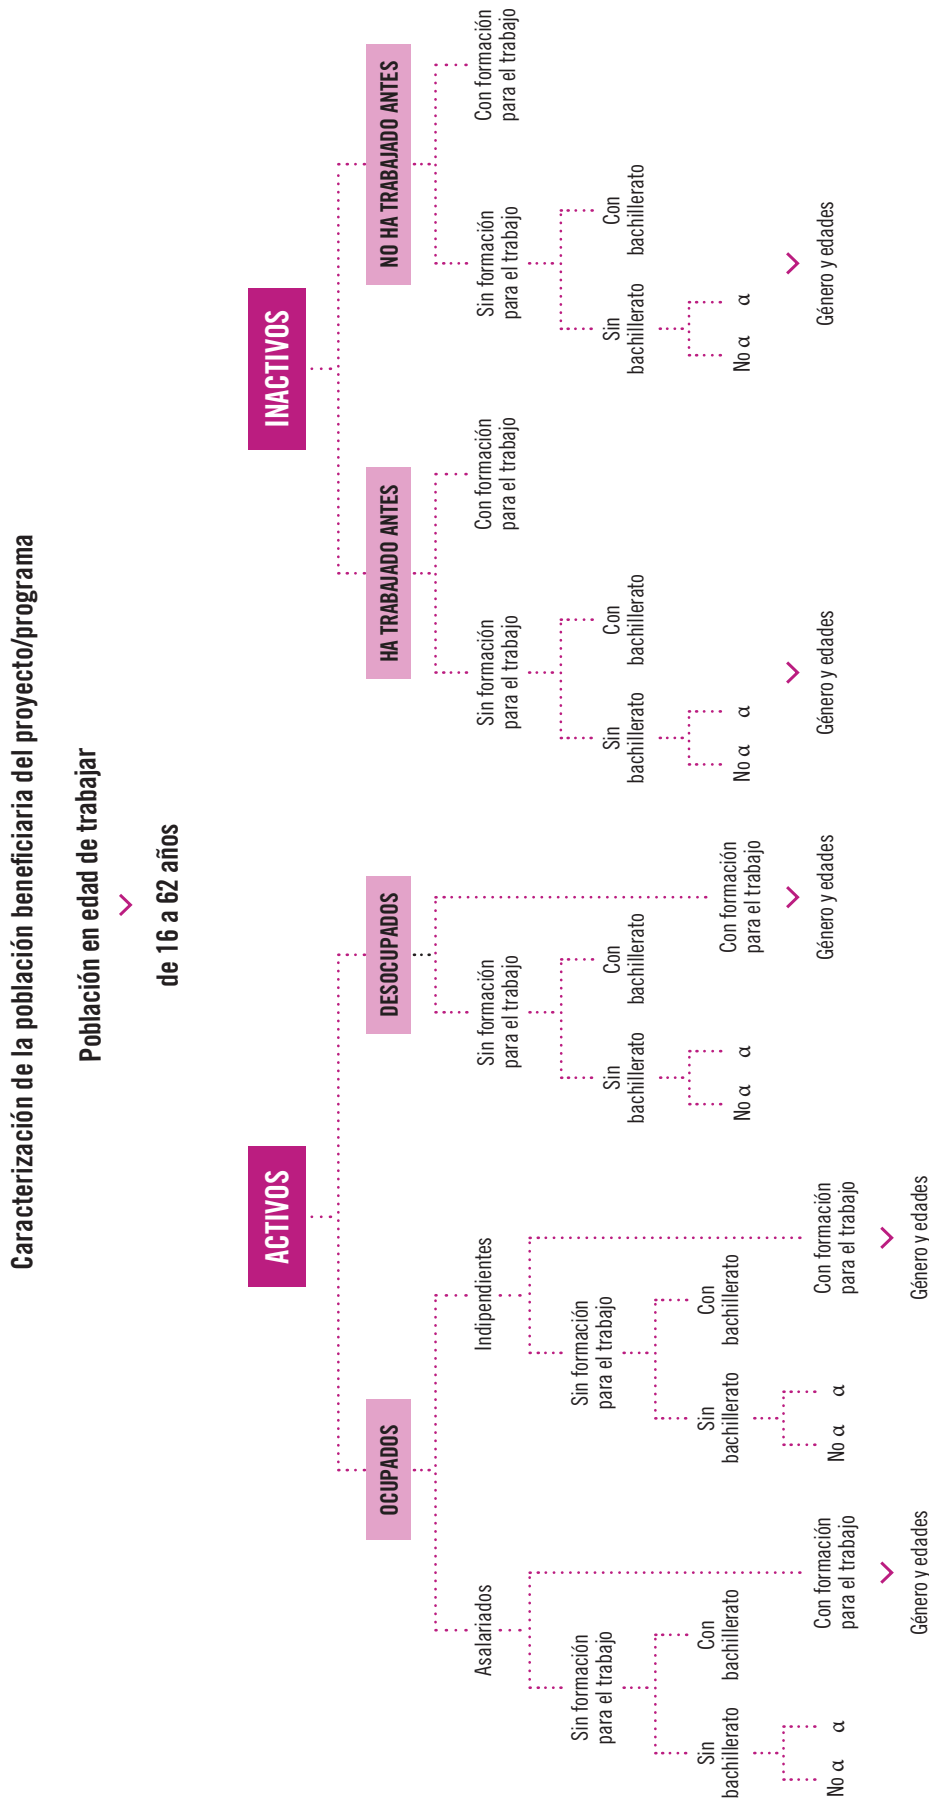 Caracterización de la población beneficiaria del proyecto/programa
Población en edad de trabajar
de 16 a 62 años
ACTIVOS
OCUPADOS
Asalariados
Sin formación
para el trabajo
Sin
bachillerato
No α
α
Con
bachillerato
Con formación
para el trabajo
Género y edades
Indipendientes
Sin formación
para el trabajo
Sin
bachillerato
No α
α
Con
bachillerato
Con formación
para el trabajo
Género y edades
DESOCUPADOS
Sin formación
para el trabajo
Sin
bachillerato
No α
α
Con
bachillerato
Con formación
para el trabajo
Género y edades
INACTIVOS
HA TRABAJADO ANTES
Sin formación
para el trabajo
Sin
bachillerato
No α
α
Con
bachillerato
Con formación
para el trabajo
Género y edades
NO HA TRABAJADO ANTES
Sin formación
para el trabajo
Sin
bachillerato
No α
α
Con
bachillerato
Con formación
para el trabajo
Género y edades